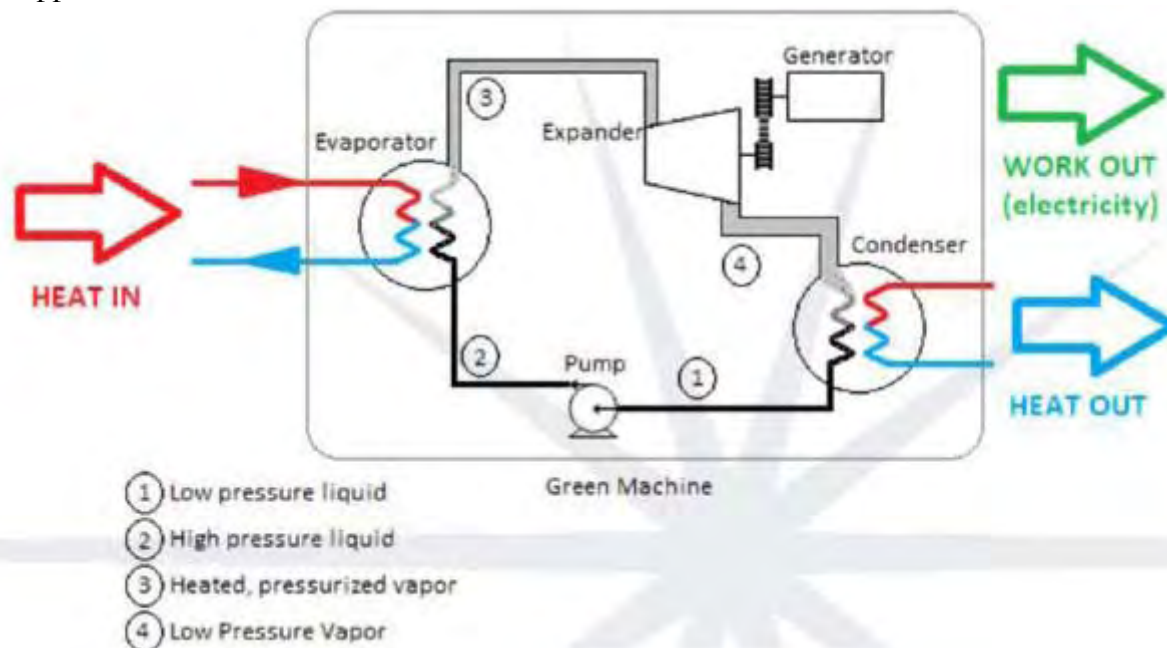 Generator
3
Expander
Evaporator
WORK OUT
(electricity)
Condenser
4
HEAT IN
2
Pump
1
HEAT OUT
Green Machine
1 Low pressure liquid
2 High pressure liquid
3 Heated, pressurized vapor
4 Low Pressure Vapor